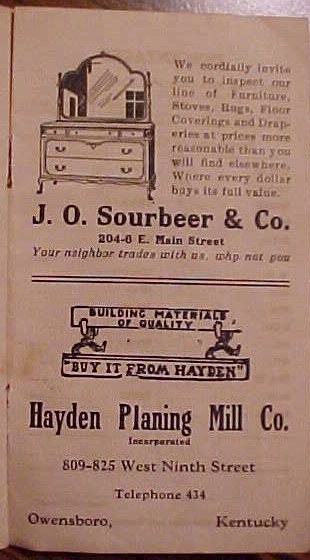 We cordially invite
you to inspect our
line of Furniture,
Stoves, Rugs, Floor
Coverings and Drap-
eries at prices more
reasonable than you
will find elsewhere.
Where every dollar
buys its full value.
J. O. Sourbeer & Co.
204-6 E. Main Street
Your neighbor trades with us, why not you
BUILDING MATERIALS
OF QUALITY
"BUY IT FROM HAYDEN"
Hayden Planing Mill Co.
Incorporated
809-825 West Ninth Street
Telephone 434
Owensboro, Kentucky